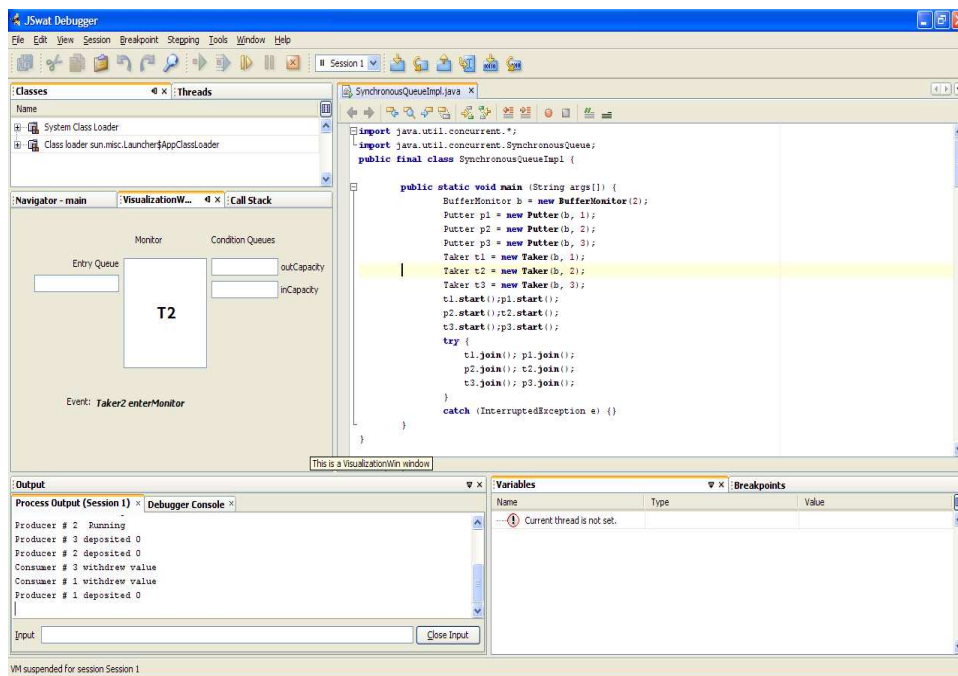 JSwat Debugger
File Edit View Session Breakpoint Stepping Tools Window Help
Session 1
Classes Threads
Name
System Class Loader
Class loader sun.misc.Launcher$AppClassLoader
Navigator - main VisualizationW... Call Stack
Monitor Condition Queues
Entry Queue outCapacity
inCapacity
T2
Event: Taker2 enterMonitor
SynchronousQueueImpl.java
import java.util.concurrent.*;
import java.util.concurrent.SynchronousQueue;
public final class SynchronousQueueImpl {
public static void main (String args[]) {
BufferMonitor b = new BufferMonitor(2);
Putter p1 = new Putter(b, 1);
Putter p2 = new Putter(b, 2);
Putter p3 = new Putter(b, 3);
Taker t1 = new Taker(b, 1);
Taker t2 = new Taker(b, 2);
Taker t3 = new Taker(b, 3);
t1.start();p1.start();
p2.start();t2.start();
t3.start();p3.start();
try {
t1.join(); p1.join();
p2.join(); t2.join();
t3.join(); p3.join();
}
catch (InterruptedException e) {}
}
}
This is a VisualizationWin window
Output
Process Output (Session 1) Debugger Console
Producer # 2 Running
Producer # 3 deposited 0
Producer # 2 deposited 0
Consumer # 3 withdrew value
Consumer # 1 withdrew value
Producer # 1 deposited 0
Input Close Input
Variables Breakpoints
Name Type Value
Current thread is not set.
VM suspended for session Session 1